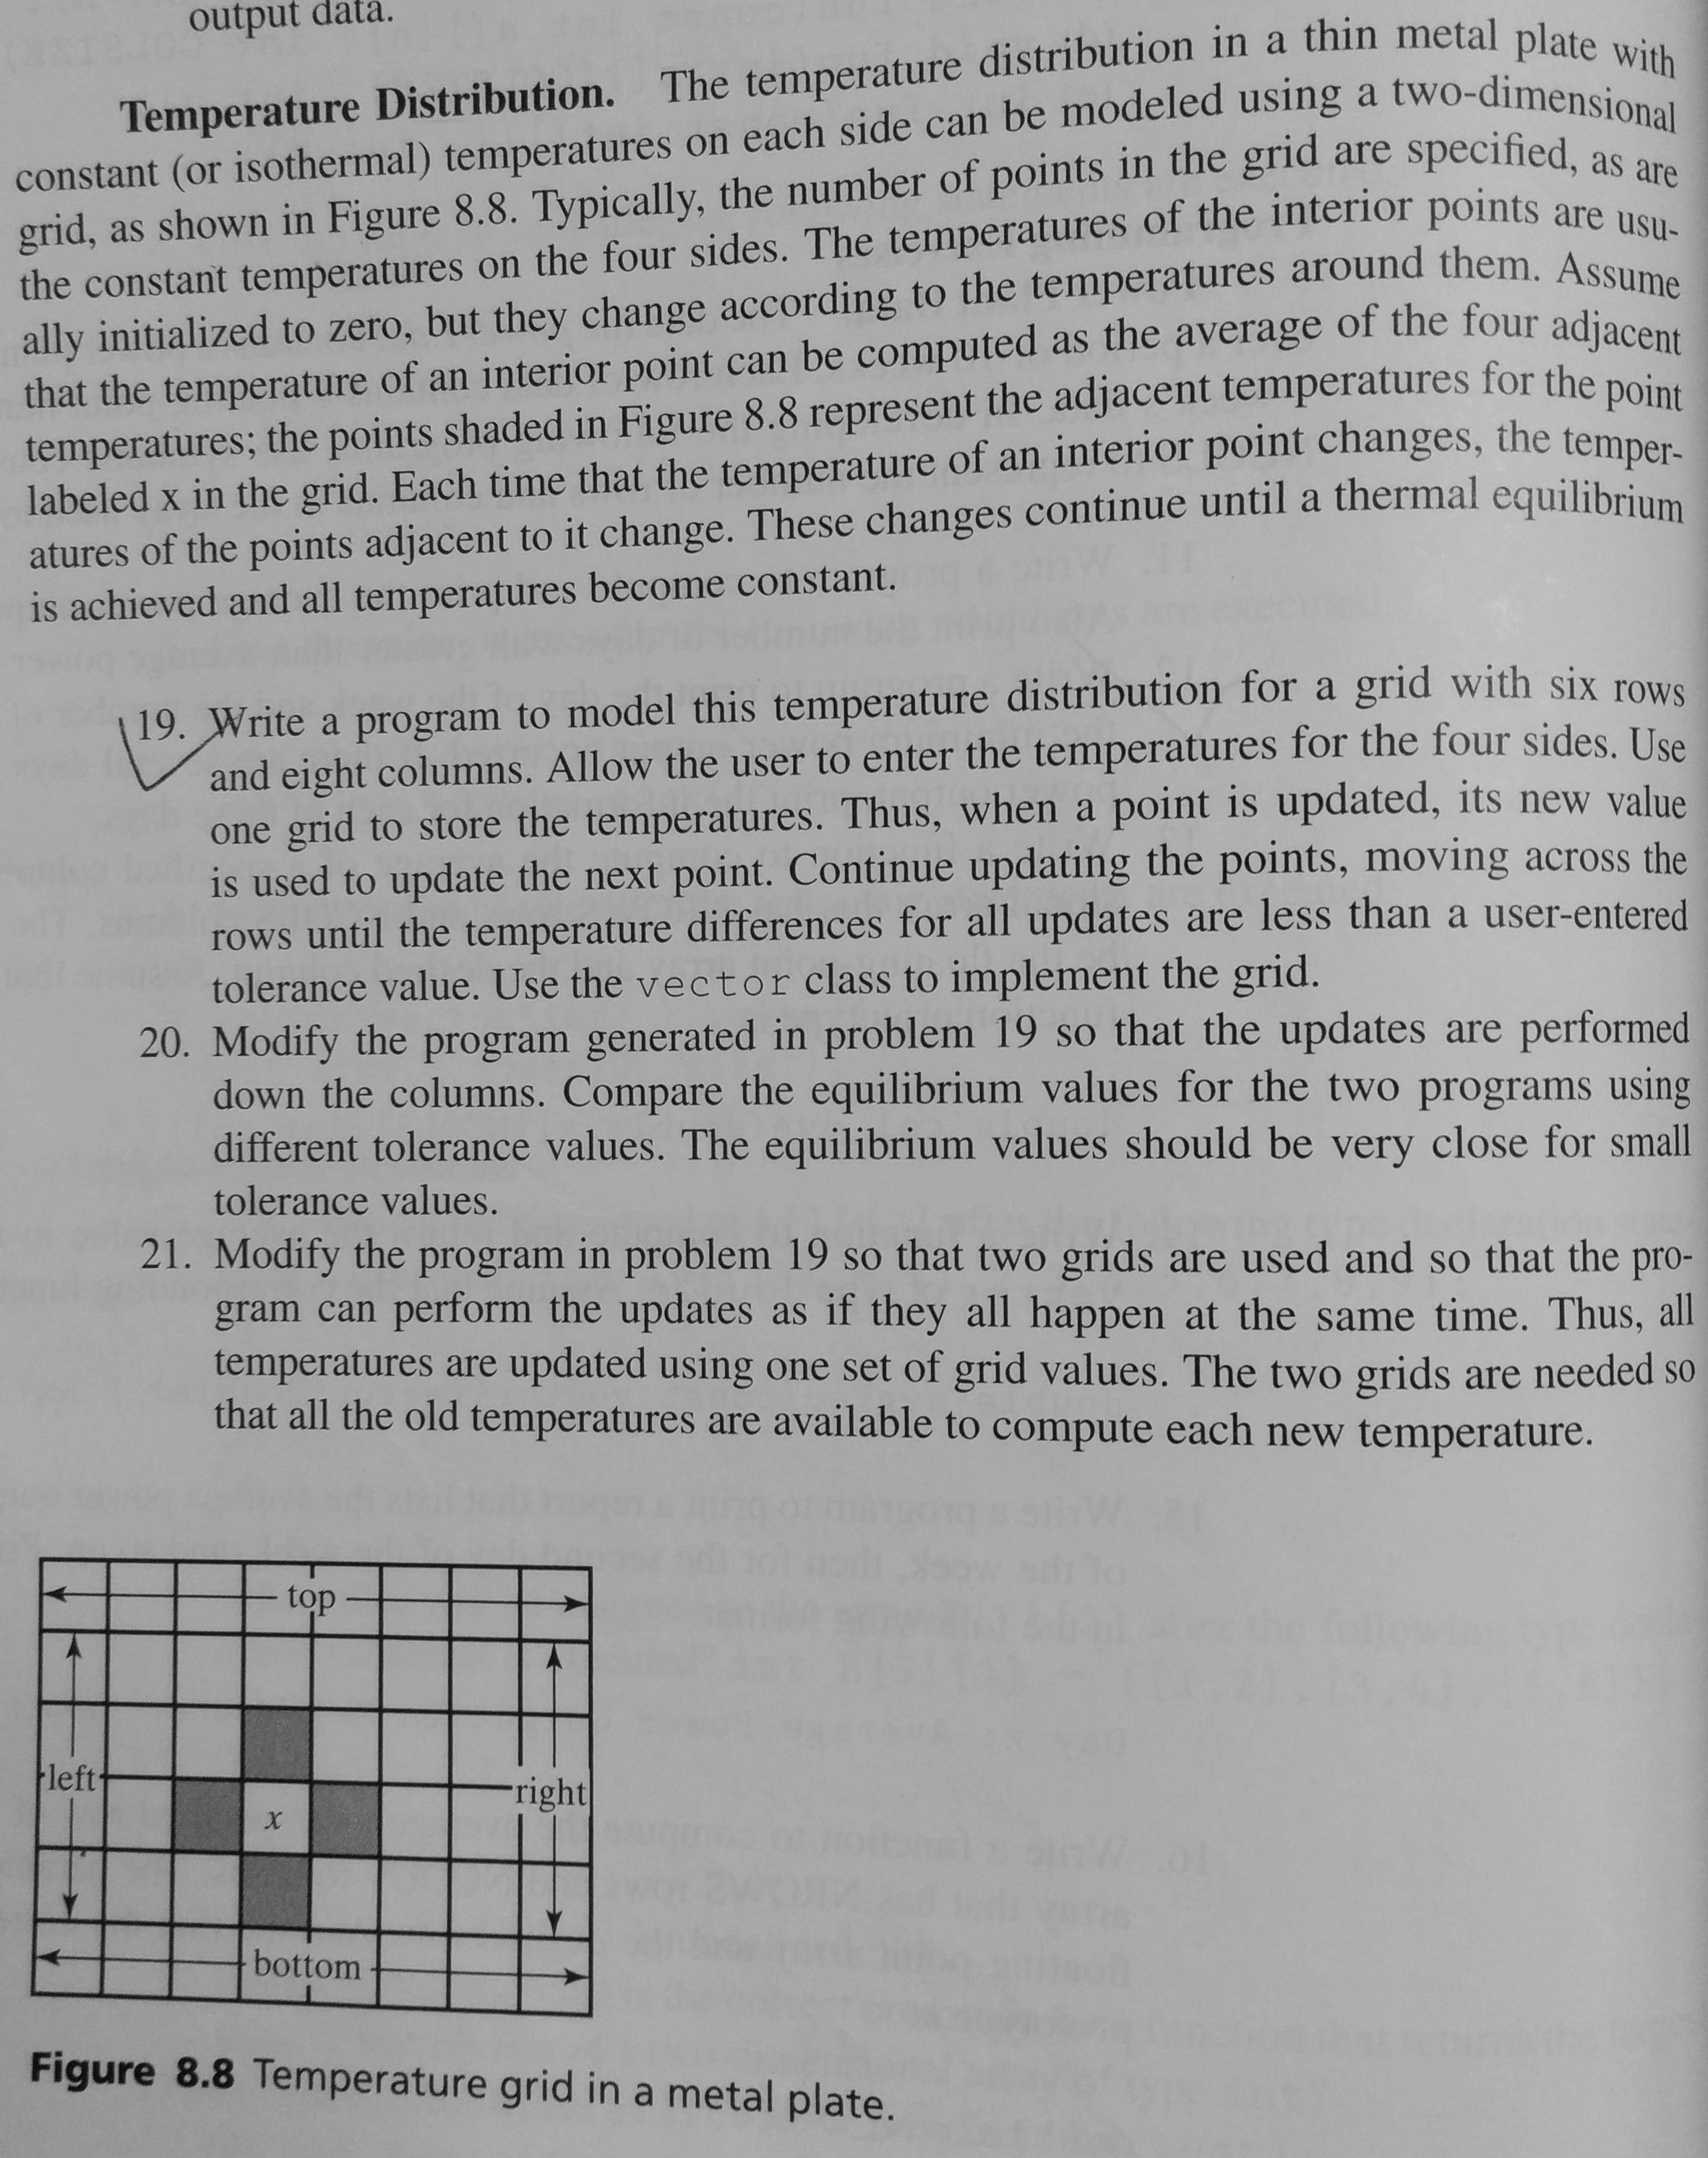 output data.
Temperature Distribution. The temperature distribution in a thin metal plate with
constant (or isothermal) temperatures on each side can be modeled using a two-dimensional
grid, as shown in Figure 8.8. Typically, the number of points in the grid are specified, as are
the constant temperatures on the four sides. The temperatures of the interior points are usu-
ally initialized to zero, but they change according to the temperatures around them. Assume
that the temperature of an interior point can be computed as the average of the four adjacent
temperatures; the points shaded in Figure 8.8 represent the adjacent temperatures for the point
labeled x in the grid. Each time that the temperature of an interior point changes, the temper-
atures of the points adjacent to it change. These changes continue until a thermal equilibrium
is achieved and all temperatures become constant.
19. Write a program to model this temperature distribution for a grid with six rows
and eight columns. Allow the user to enter the temperatures for the four sides. Use
one grid to store the temperatures. Thus, when a point is updated, its new value
is used to update the next point. Continue updating the points, moving across the
rows until the temperature differences for all updates are less than a user-entered
tolerance value. Use the vector class to implement the grid.
20. Modify the program generated in problem 19 so that the updates are performed
down the columns. Compare the equilibrium values for the two programs using
different tolerance values. The equilibrium values should be very close for small
tolerance values.
21. Modify the program in problem 19 so that two grids are used and so that the pro-
gram can perform the updates as if they all happen at the same time. Thus, all
temperatures are updated using one set of grid values. The two grids are needed so
that all the old temperatures are available to compute each new temperature.
top
left
right
x
bottom
Figure 8.8 Temperature grid in a metal plate.